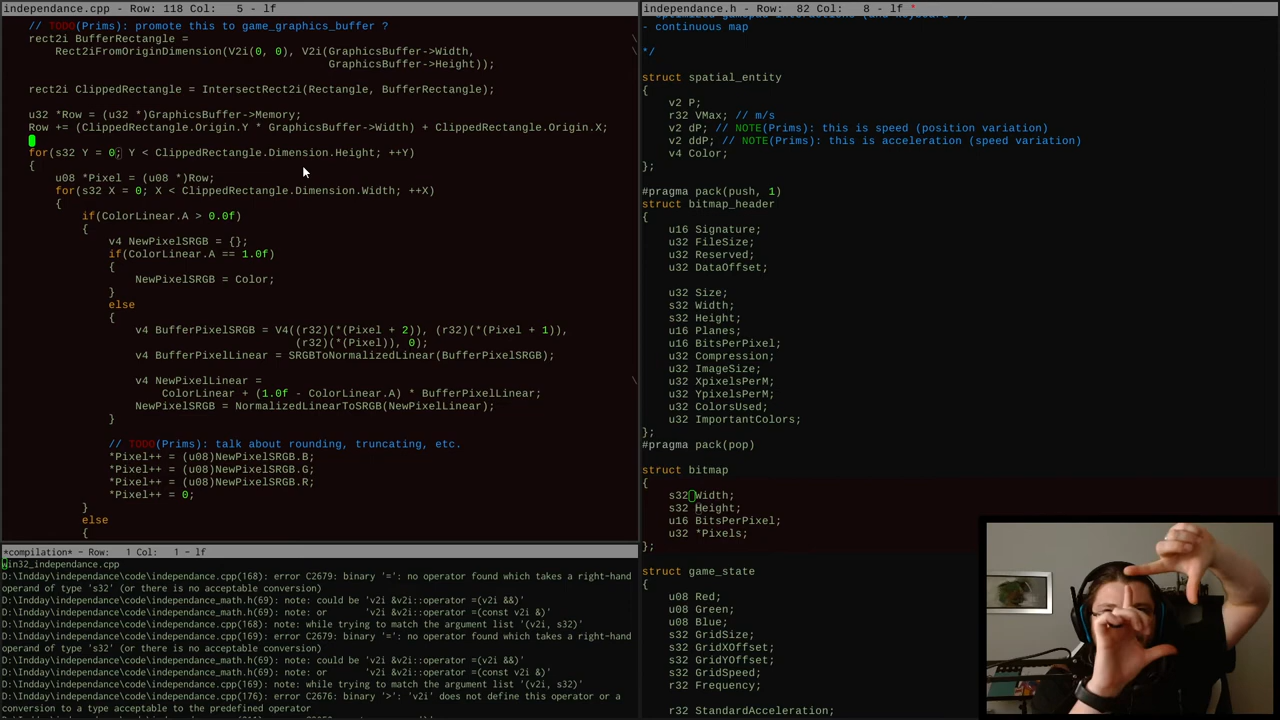 independance.cpp - Row: 118 Col:   5 - lf
    // TODO(Prims): promote this to game_graphics_buffer ?
    rect2i BufferRectangle =                                                                  \
        Rect2iFromOriginDimension(V2i(0, 0), V2i(GraphicsBuffer->Width,                       \
                                                 GraphicsBuffer->Height));

    rect2i ClippedRectangle = IntersectRect2i(Rectangle, BufferRectangle);

    u32 *Row = (u32 *)GraphicsBuffer->Memory;
    Row += (ClippedRectangle.Origin.Y * GraphicsBuffer->Width) + ClippedRectangle.Origin.X;

    for(s32 Y = 0; Y < ClippedRectangle.Dimension.Height; ++Y)
    {
        u08 *Pixel = (u08 *)Row;
        for(s32 X = 0; X < ClippedRectangle.Dimension.Width; ++X)
        {
            if(ColorLinear.A > 0.0f)
            {
                v4 NewPixelSRGB = {};
                if(ColorLinear.A == 1.0f)
                {
                    NewPixelSRGB = Color;
                }
                else
                {
                    v4 BufferPixelSRGB = V4((r32)(*(Pixel + 2)), (r32)(*(Pixel + 1)),
                                            (r32)(*(Pixel)), 0);
                    v4 BufferPixelLinear = SRGBToNormalizedLinear(BufferPixelSRGB);

                    v4 NewPixelLinear =                                                       \
                        ColorLinear + (1.0f - ColorLinear.A) * BufferPixelLinear;
                    NewPixelSRGB = NormalizedLinearToSRGB(NewPixelLinear);
                }

                // TODO(Prims): talk about rounding, truncating, etc.
                *Pixel++ = (u08)NewPixelSRGB.B;
                *Pixel++ = (u08)NewPixelSRGB.G;
                *Pixel++ = (u08)NewPixelSRGB.R;
                *Pixel++ = 0;
            }
            else
            {
*compilation* - Row:   1 Col:   1 - lf
win32_independance.cpp
D:\Indday\independance\code\independance.cpp(168): error C2679: binary '=': no operator found which takes a right-hand
operand of type 's32' (or there is no acceptable conversion)
D:\Indday\independance\code\independance_math.h(69): note: could be 'v2i &v2i::operator =(v2i &&)'
D:\Indday\independance\code\independance_math.h(69): note: or       'v2i &v2i::operator =(const v2i &)'
D:\Indday\independance\code\independance.cpp(168): note: while trying to match the argument list '(v2i, s32)'
D:\Indday\independance\code\independance.cpp(169): error C2679: binary '=': no operator found which takes a right-hand
operand of type 's32' (or there is no acceptable conversion)
D:\Indday\independance\code\independance_math.h(69): note: could be 'v2i &v2i::operator =(v2i &&)'
D:\Indday\independance\code\independance_math.h(69): note: or       'v2i &v2i::operator =(const v2i &)'
D:\Indday\independance\code\independance.cpp(169): note: while trying to match the argument list '(v2i, s32)'
D:\Indday\independance\code\independance.cpp(176): error C2676: binary '>': 'v2i' does not define this operator or a
conversion to a type acceptable to the predefined operator
independance.h - Row:  82 Col:   8 - lf *
- continuous map

*/

struct spatial_entity
{
    v2 P;
    r32 VMax; // m/s
    v2 dP; // NOTE(Prims): this is speed (position variation)
    v2 ddP; // NOTE(Prims): this is acceleration (speed variation)
    v4 Color;
};

#pragma pack(push, 1)
struct bitmap_header
{
    u16 Signature;
    u32 FileSize;
    u32 Reserved;
    u32 DataOffset;

    u32 Size;
    s32 Width;
    s32 Height;
    u16 Planes;
    u16 BitsPerPixel;
    u32 Compression;
    u32 ImageSize;
    u32 XpixelsPerM;
    u32 YpixelsPerM;
    u32 ColorsUsed;
    u32 ImportantColors;
};
#pragma pack(pop)

struct bitmap
{
    s32 Width;
    s32 Height;
    u16 BitsPerPixel;
    u32 *Pixels;
};

struct game_state
{
    u08 Red;
    u08 Green;
    u08 Blue;
    s32 GridSize;
    s32 GridXOffset;
    s32 GridYOffset;
    s32 GridSpeed;
    r32 Frequency;

    r32 StandardAcceleration;